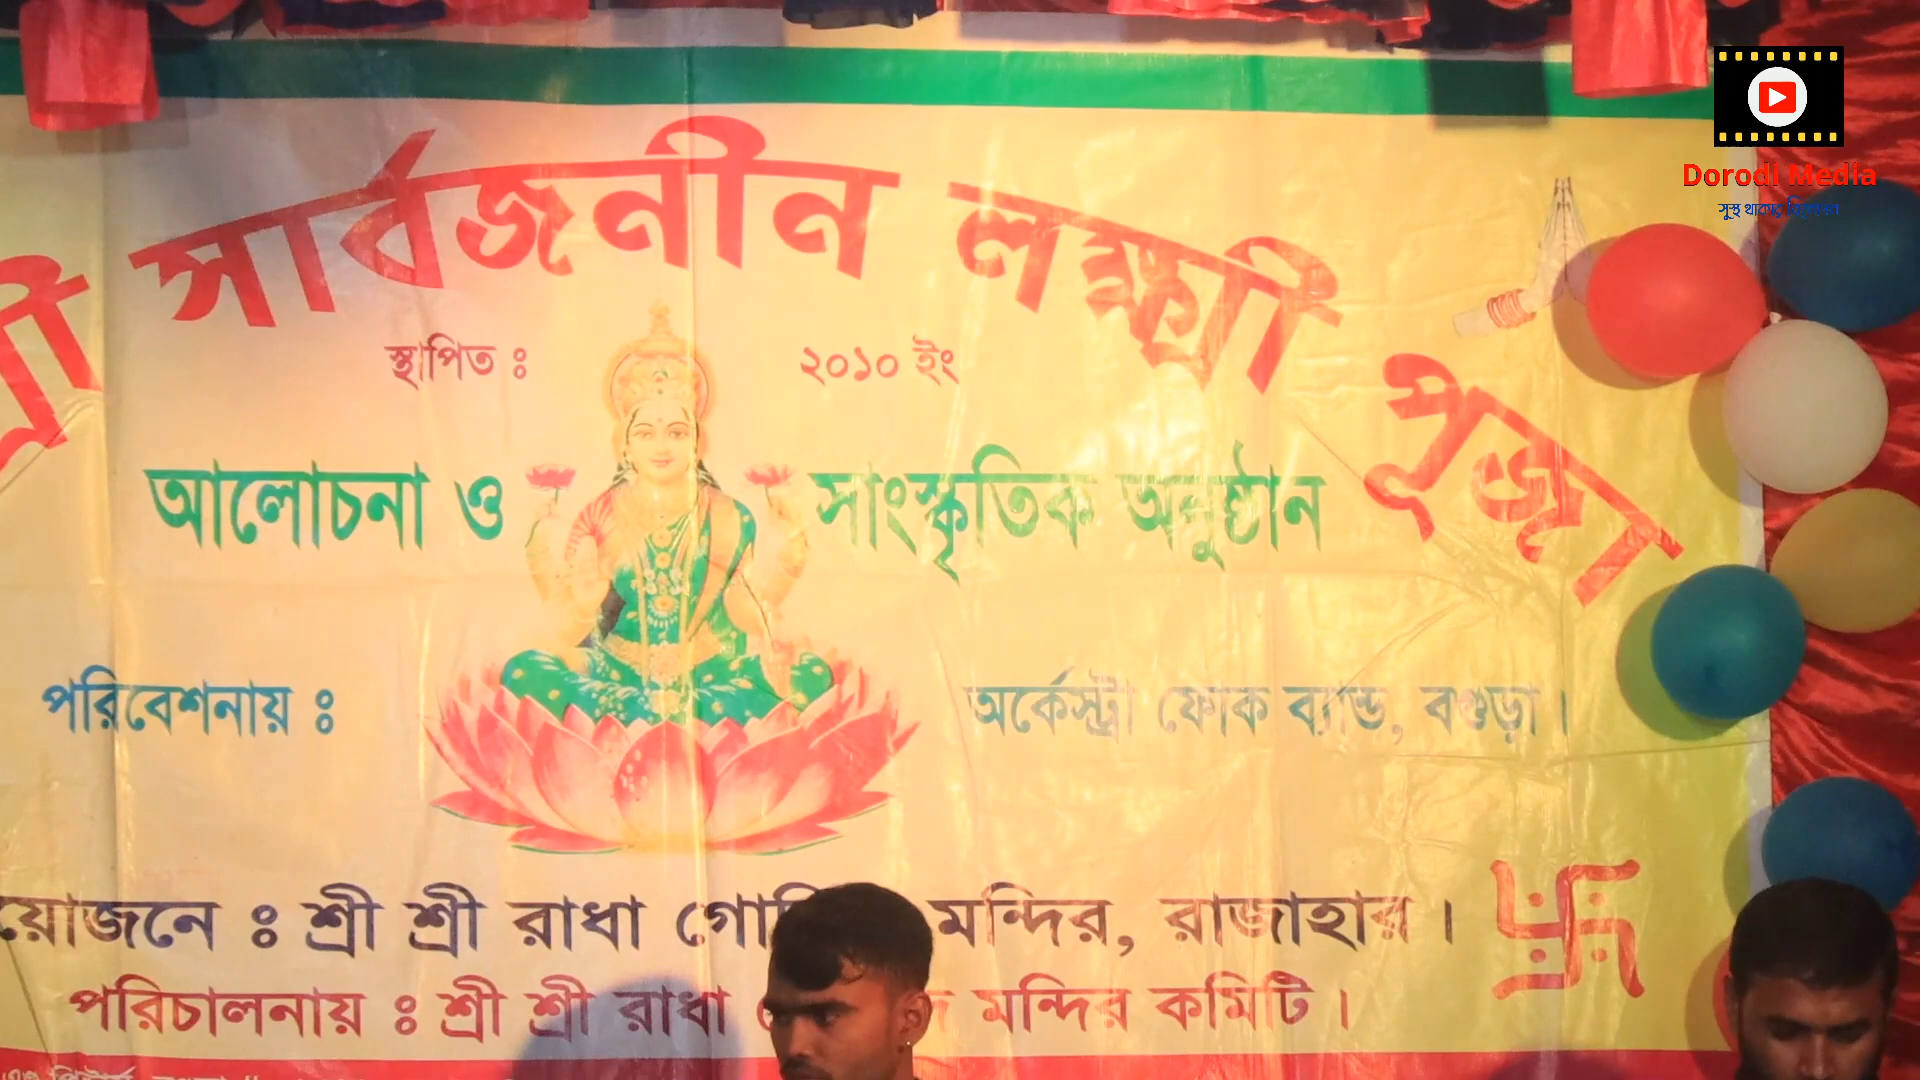 শ্রী সার্বজনীন লক্ষ্মী পূজা
স্থাপিত ঃ ২০১০ ইং
আলোচনা ও সাংস্কৃতিক অনুষ্ঠান
পরিবেশনায় ঃ অর্কেস্ট্রা ফোক ব্যান্ড, বগুড়া।
য়োজনে ঃ শ্রী শ্রী রাধা মন্দির, রাজাহার।
পরিচালনায় ঃ শ্রী শ্রী রাধা মন্দির কমিটি।
Dorodi Media